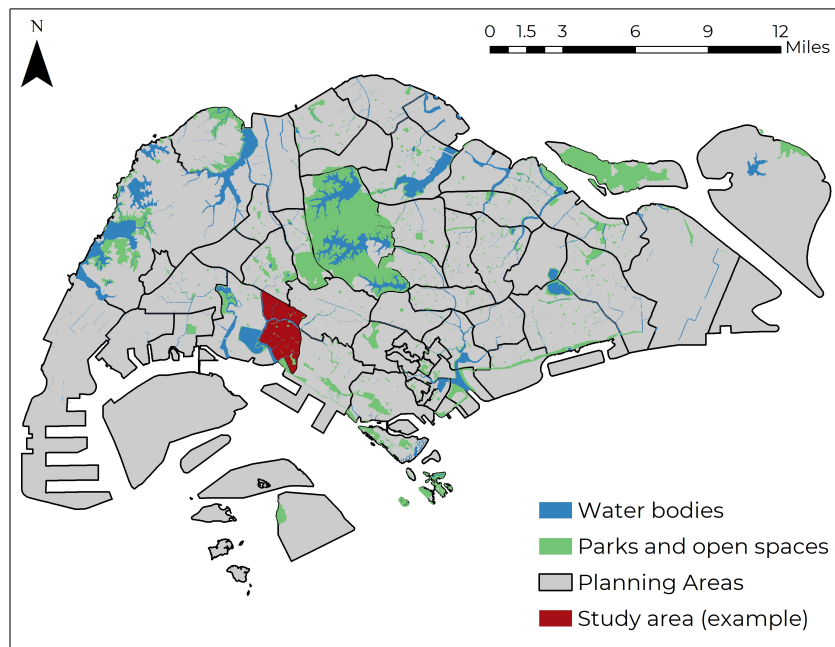 N
0 1.5 3 6 9 12
Miles
Water bodies
Parks and open spaces
Planning Areas
Study area (example)